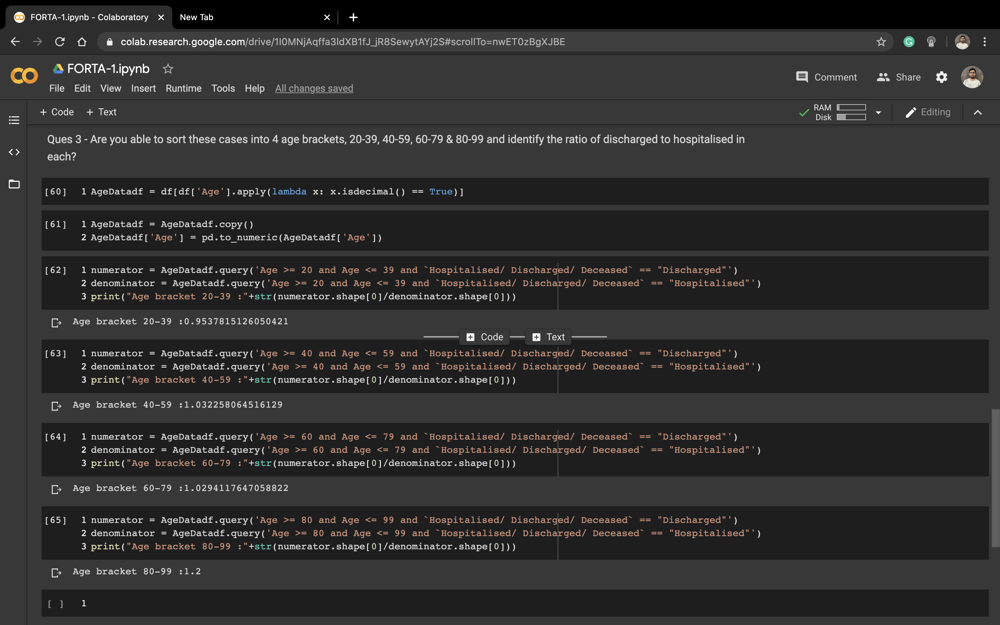 FORTA-1.ipynb - Colaboratory
New Tab
colab.research.google.com/drive/1I0MNjAqffa3ldXB1fJ_jR8SewytAYj2S#scrollTo=nwET0zBgXJBE
FORTA-1.ipynb
Comment Share
File Edit View Insert Runtime Tools Help All changes saved
+ Code + Text
RAM
Disk
Editing
Ques 3 - Are you able to sort these cases into 4 age brackets, 20-39, 40-59, 60-79 & 80-99 and identify the ratio of discharged to hospitalised in
each?
[60] 1 AgeDatadf = df[df['Age'].apply(lambda x: x.isdecimal() == True)]
[61] 1 AgeDatadf = AgeDatadf.copy()
2 AgeDatadf['Age'] = pd.to_numeric(AgeDatadf['Age'])
[62] 1 numerator = AgeDatadf.query('Age >= 20 and Age <= 39 and `Hospitalised/ Discharged/ Deceased` == "Discharged"')
2 denominator = AgeDatadf.query('Age >= 20 and Age <= 39 and `Hospitalised/ Discharged/ Deceased` == "Hospitalised"')
3 print("Age bracket 20-39 :"+str(numerator.shape[0]/denominator.shape[0]))
Age bracket 20-39 :0.9537815126050421
Code Text
[63] 1 numerator = AgeDatadf.query('Age >= 40 and Age <= 59 and `Hospitalised/ Discharged/ Deceased` == "Discharged"')
2 denominator = AgeDatadf.query('Age >= 40 and Age <= 59 and `Hospitalised/ Discharged/ Deceased` == "Hospitalised"')
3 print("Age bracket 40-59 :"+str(numerator.shape[0]/denominator.shape[0]))
Age bracket 40-59 :1.032258064516129
[64] 1 numerator = AgeDatadf.query('Age >= 60 and Age <= 79 and `Hospitalised/ Discharged/ Deceased` == "Discharged"')
2 denominator = AgeDatadf.query('Age >= 60 and Age <= 79 and `Hospitalised/ Discharged/ Deceased` == "Hospitalised"')
3 print("Age bracket 60-79 :"+str(numerator.shape[0]/denominator.shape[0]))
Age bracket 60-79 :1.0294117647058822
[65] 1 numerator = AgeDatadf.query('Age >= 80 and Age <= 99 and `Hospitalised/ Discharged/ Deceased` == "Discharged"')
2 denominator = AgeDatadf.query('Age >= 80 and Age <= 99 and `Hospitalised/ Discharged/ Deceased` == "Hospitalised"')
3 print("Age bracket 80-99 :"+str(numerator.shape[0]/denominator.shape[0]))
Age bracket 80-99 :1.2
[ ] 1